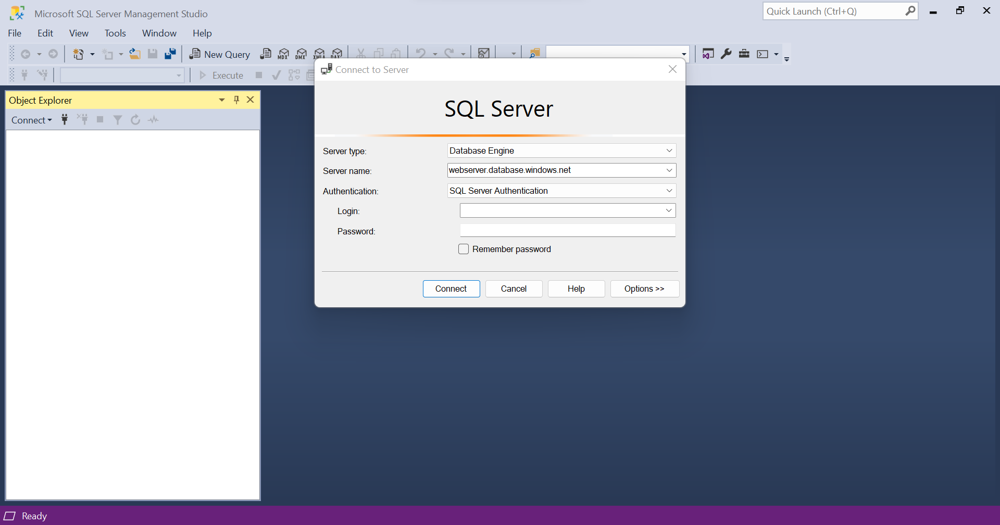 Microsoft SQL Server Management Studio
Quick Launch (Ctrl+Q)
File Edit View Tools Window Help
New Query MDX DMX XMLA DAX
Execute
Object Explorer
Connect
Connect to Server
SQL Server
Server type: Database Engine
Server name: webserver.database.windows.net
Authentication: SQL Server Authentication
Login:
Password:
Remember password
Connect Cancel Help Options >>
Ready